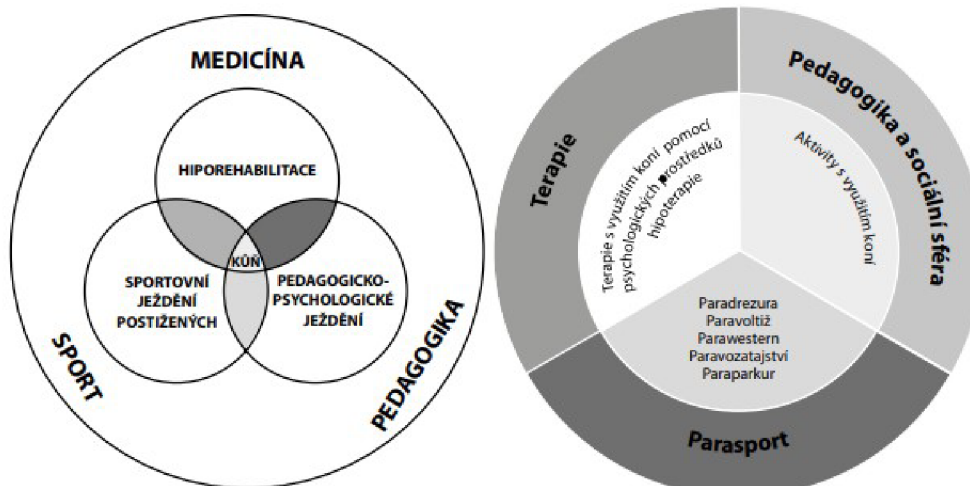 MEDICÍNA
HIPOREHABILITACE
KŮŇ
SPORTOVNÍ
JEŽDĚNÍ
POSTIŽENÝCH
PEDAGOGICKO-
PSYCHOLOGICKÉ
JEŽDĚNÍ
SPORT
PEDAGOGIKA
Terapie
Terapie s využitím koní pomocí
psychologických prostředků
hipoterapie
Pedagogika a sociální sféra
Aktivity s využitím koní
Paradrezura
Paravoltiž
Parawestern
Paravozatajství
Paraparkur
Parasport